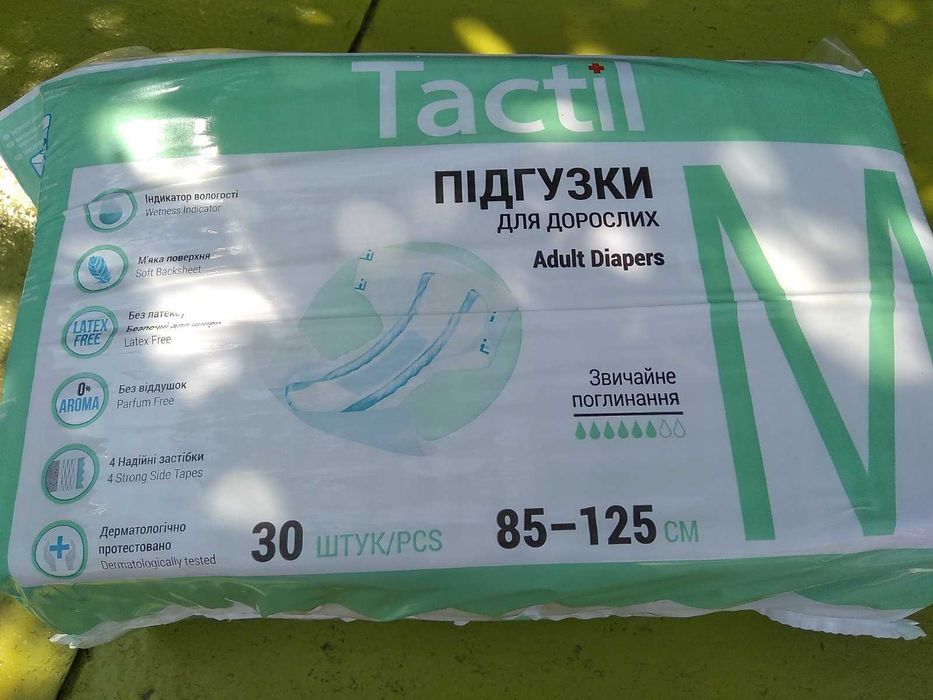 Tactil
ПІДГУЗКИ
ДЛЯ ДОРОСЛИХ
Adult Diapers
M
Індикатор вологості
Wetness Indicator
М'яка поверхня
Soft Backsheet
LATEX
FREE
Без латексу
Latex Free
0%
AROMA
Без віддушок
Parfum Free
4 Надійні застібки
4 Strong Side Tapes
Дерматологічно
протестовано
Dermatologically tested
Звичайне
поглинання
30 ШТУК/PCS
85–125 СМ